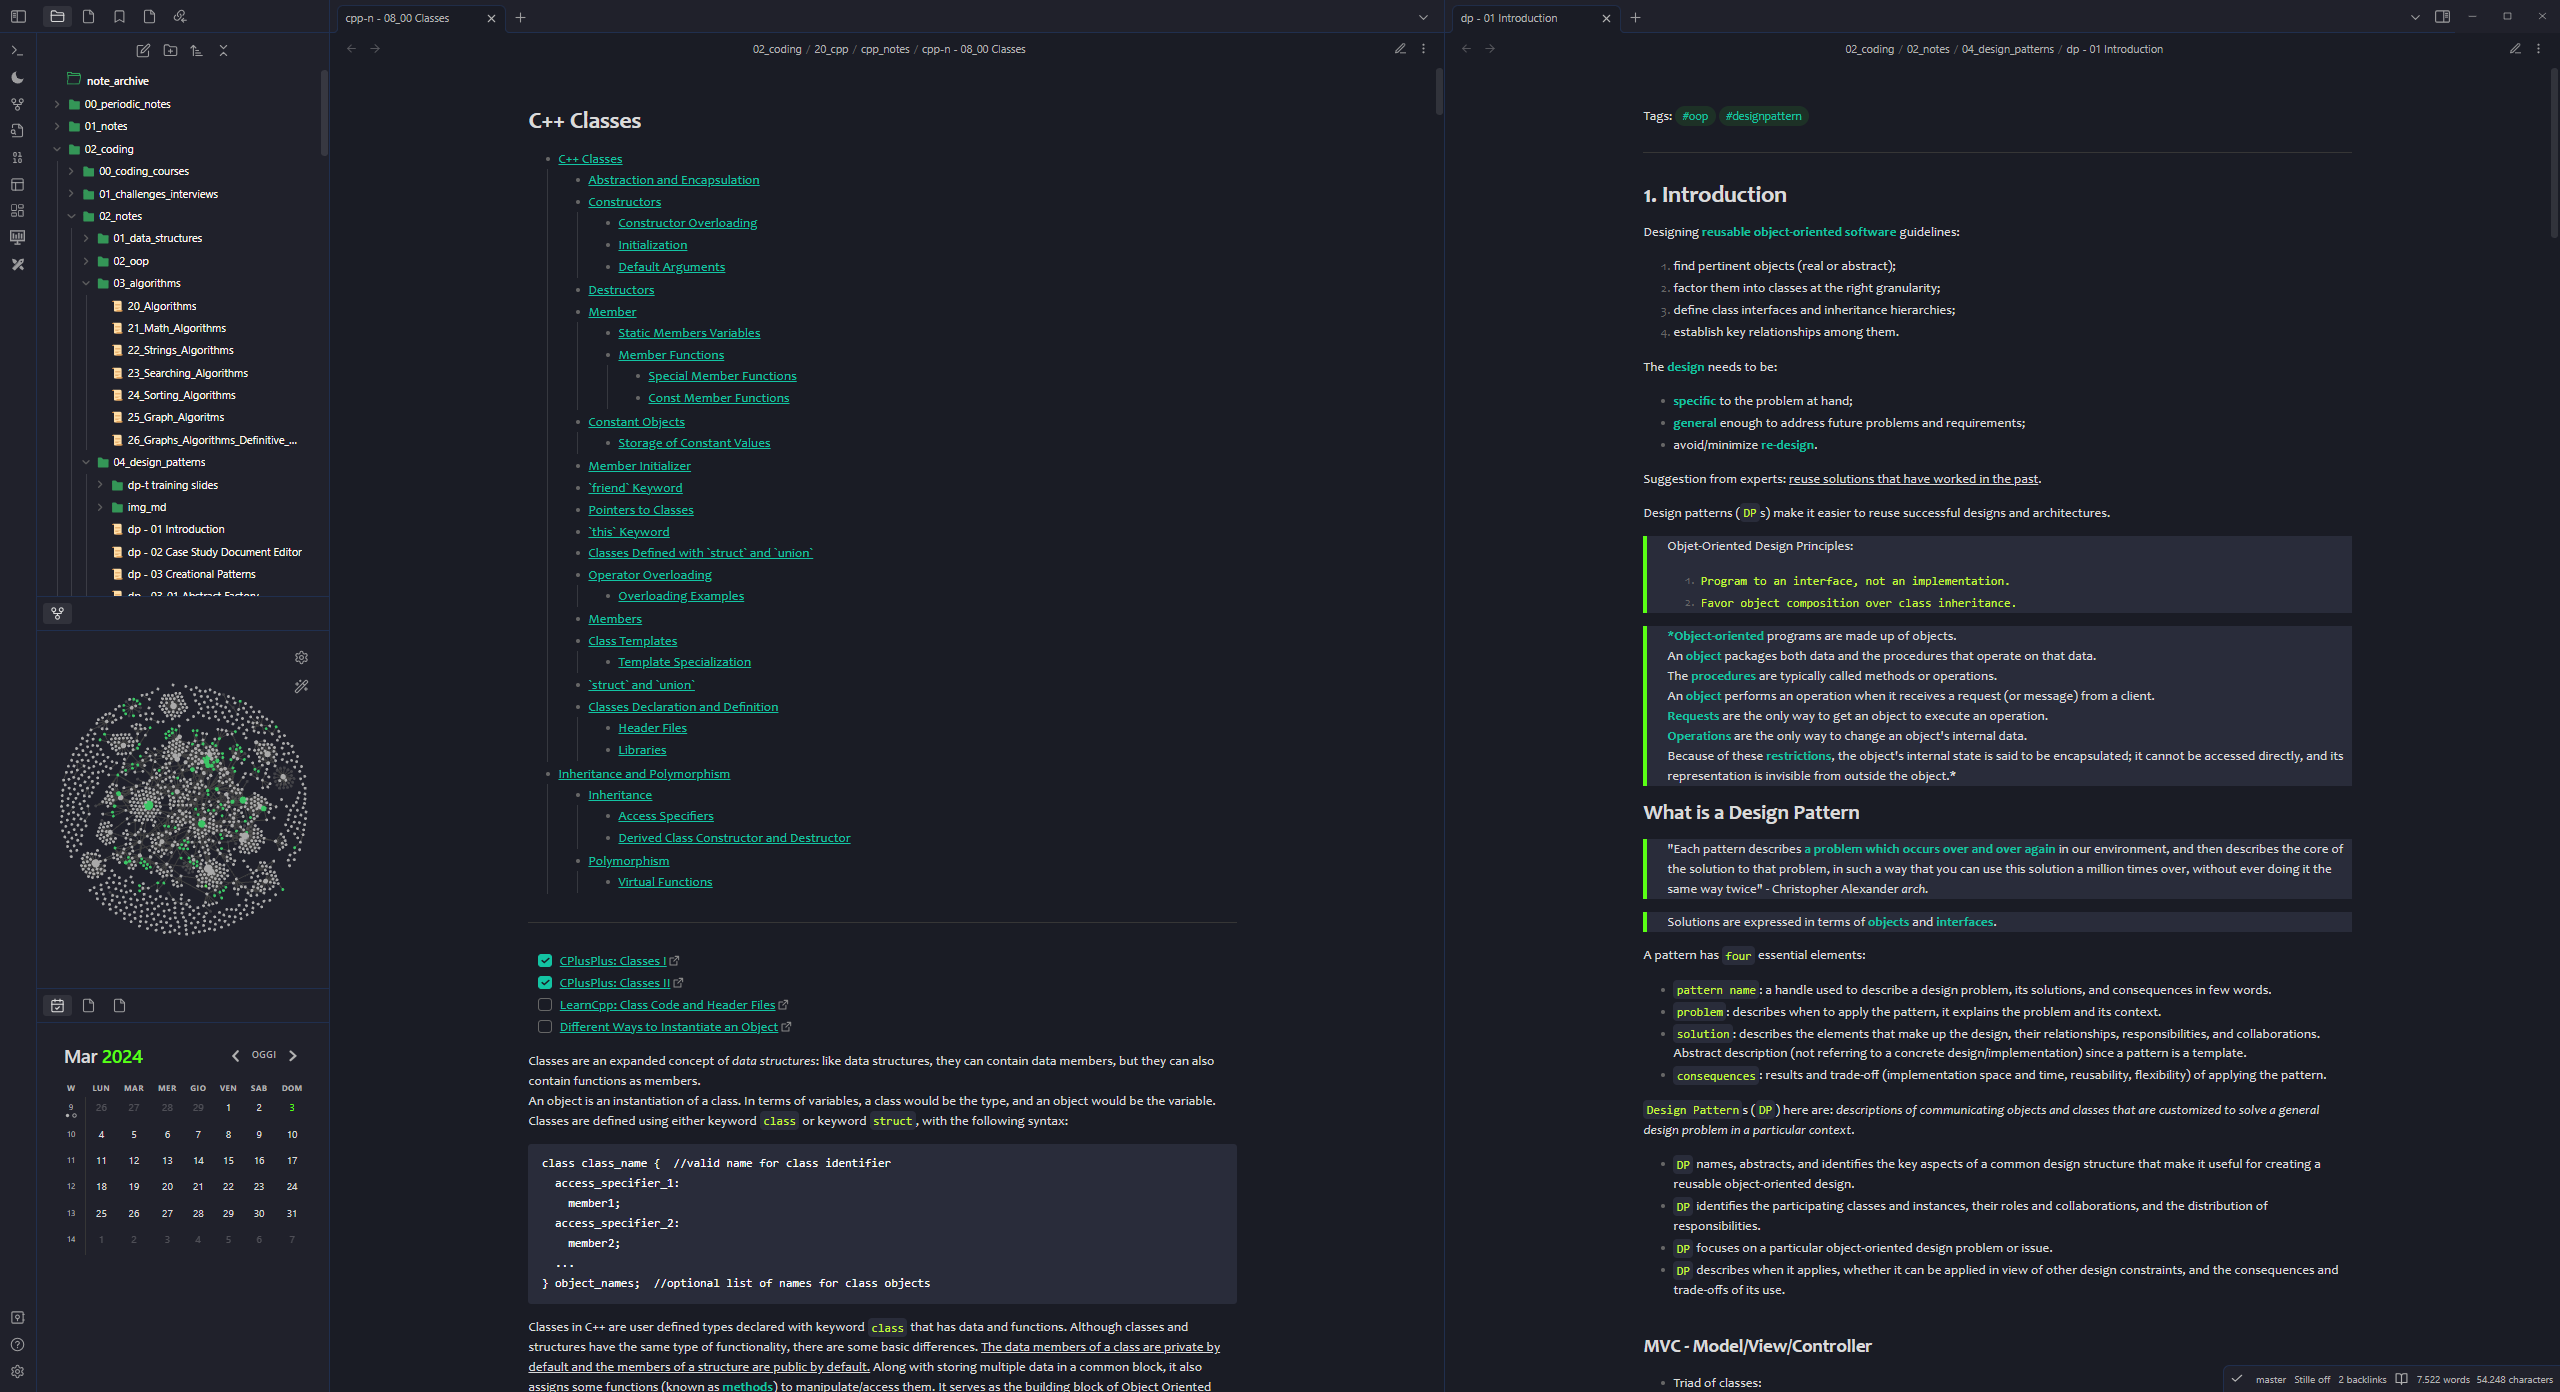 cpp-n - 08_00 Classes
dp - 01 Introduction
02_coding / 20_cpp / cpp_notes / cpp-n - 08_00 Classes
02_coding / 02_notes / 04_design_patterns / dp - 01 Introduction
note_archive
00_periodic_notes
01_notes
02_coding
00_coding_courses
01_challenges_interviews
02_notes
01_data_structures
02_oop
03_algorithms
20_Algorithms
21_Math_Algorithms
22_Strings_Algorithms
23_Searching_Algorithms
24_Sorting_Algorithms
25_Graph_Algoritms
26_Graphs_Algorithms_Definitive_...
04_design_patterns
dp-t training slides
img_md
dp - 01 Introduction
dp - 02 Case Study Document Editor
dp - 03 Creational Patterns
dp - 03-01 Abstract Factory
Mar 2024
OGGI
W LUN MAR MER GIO VEN SAB DOM
9 26 27 28 29 1 2 3
10 4 5 6 7 8 9 10
11 11 12 13 14 15 16 17
12 18 19 20 21 22 23 24
13 25 26 27 28 29 30 31
14 1 2 3 4 5 6 7
C++ Classes
C++ Classes
Abstraction and Encapsulation
Constructors
Constructor Overloading
Initialization
Default Arguments
Destructors
Member
Static Members Variables
Member Functions
Special Member Functions
Const Member Functions
Constant Objects
Storage of Constant Values
Member Initializer
`friend` Keyword
Pointers to Classes
`this` Keyword
Classes Defined with `struct` and `union`
Operator Overloading
Overloading Examples
Members
Class Templates
Template Specialization
`struct` and `union`
Classes Declaration and Definition
Header Files
Libraries
Inheritance and Polymorphism
Inheritance
Access Specifiers
Derived Class Constructor and Destructor
Polymorphism
Virtual Functions
CPlusPlus: Classes I
CPlusPlus: Classes II
LearnCpp: Class Code and Header Files
Different Ways to Instantiate an Object
Classes are an expanded concept of data structures: like data structures, they can contain data members, but they can also
contain functions as members.
An object is an instantiation of a class. In terms of variables, a class would be the type, and an object would be the variable.
Classes are defined using either keyword class or keyword struct, with the following syntax:
class class_name {  //valid name for class identifier
access_specifier_1:
member1;
access_specifier_2:
member2;
...
} object_names;  //optional list of names for class objects
Classes in C++ are user defined types declared with keyword class that has data and functions. Although classes and
structures have the same type of functionality, there are some basic differences. The data members of a class are private by
default and the members of a structure are public by default. Along with storing multiple data in a common block, it also
assigns some functions (known as methods) to manipulate/access them. It serves as the building block of Object Oriented
Tags: #oop #designpattern
1. Introduction
Designing reusable object-oriented software guidelines:
1. find pertinent objects (real or abstract);
2. factor them into classes at the right granularity;
3. define class interfaces and inheritance hierarchies;
4. establish key relationships among them.
The design needs to be:
specific to the problem at hand;
general enough to address future problems and requirements;
avoid/minimize re-design.
Suggestion from experts: reuse solutions that have worked in the past.
Design patterns (DPs) make it easier to reuse successful designs and architectures.
Objet-Oriented Design Principles:
1. Program to an interface, not an implementation.
2. Favor object composition over class inheritance.
*Object-oriented programs are made up of objects.
An object packages both data and the procedures that operate on that data.
The procedures are typically called methods or operations.
An object performs an operation when it receives a request (or message) from a client.
Requests are the only way to get an object to execute an operation.
Operations are the only way to change an object's internal data.
Because of these restrictions, the object's internal state is said to be encapsulated; it cannot be accessed directly, and its
representation is invisible from outside the object.*
What is a Design Pattern
"Each pattern describes a problem which occurs over and over again in our environment, and then describes the core of
the solution to that problem, in such a way that you can use this solution a million times over, without ever doing it the
same way twice" - Christopher Alexander arch.
Solutions are expressed in terms of objects and interfaces.
A pattern has four essential elements:
pattern name: a handle used to describe a design problem, its solutions, and consequences in few words.
problem: describes when to apply the pattern, it explains the problem and its context.
solution: describes the elements that make up the design, their relationships, responsibilities, and collaborations.
Abstract description (not referring to a concrete design/implementation) since a pattern is a template.
consequences: results and trade-off (implementation space and time, reusability, flexibility) of applying the pattern.
Design Patterns (DP) here are: descriptions of communicating objects and classes that are customized to solve a general
design problem in a particular context.
DP names, abstracts, and identifies the key aspects of a common design structure that make it useful for creating a
reusable object-oriented design.
DP identifies the participating classes and instances, their roles and collaborations, and the distribution of
responsibilities.
DP focuses on a particular object-oriented design problem or issue.
DP describes when it applies, whether it can be applied in view of other design constraints, and the consequences and
trade-offs of its use.
MVC - Model/View/Controller
Triad of classes:
master Stille off 2 backlinks 7.522 words 54.248 characters